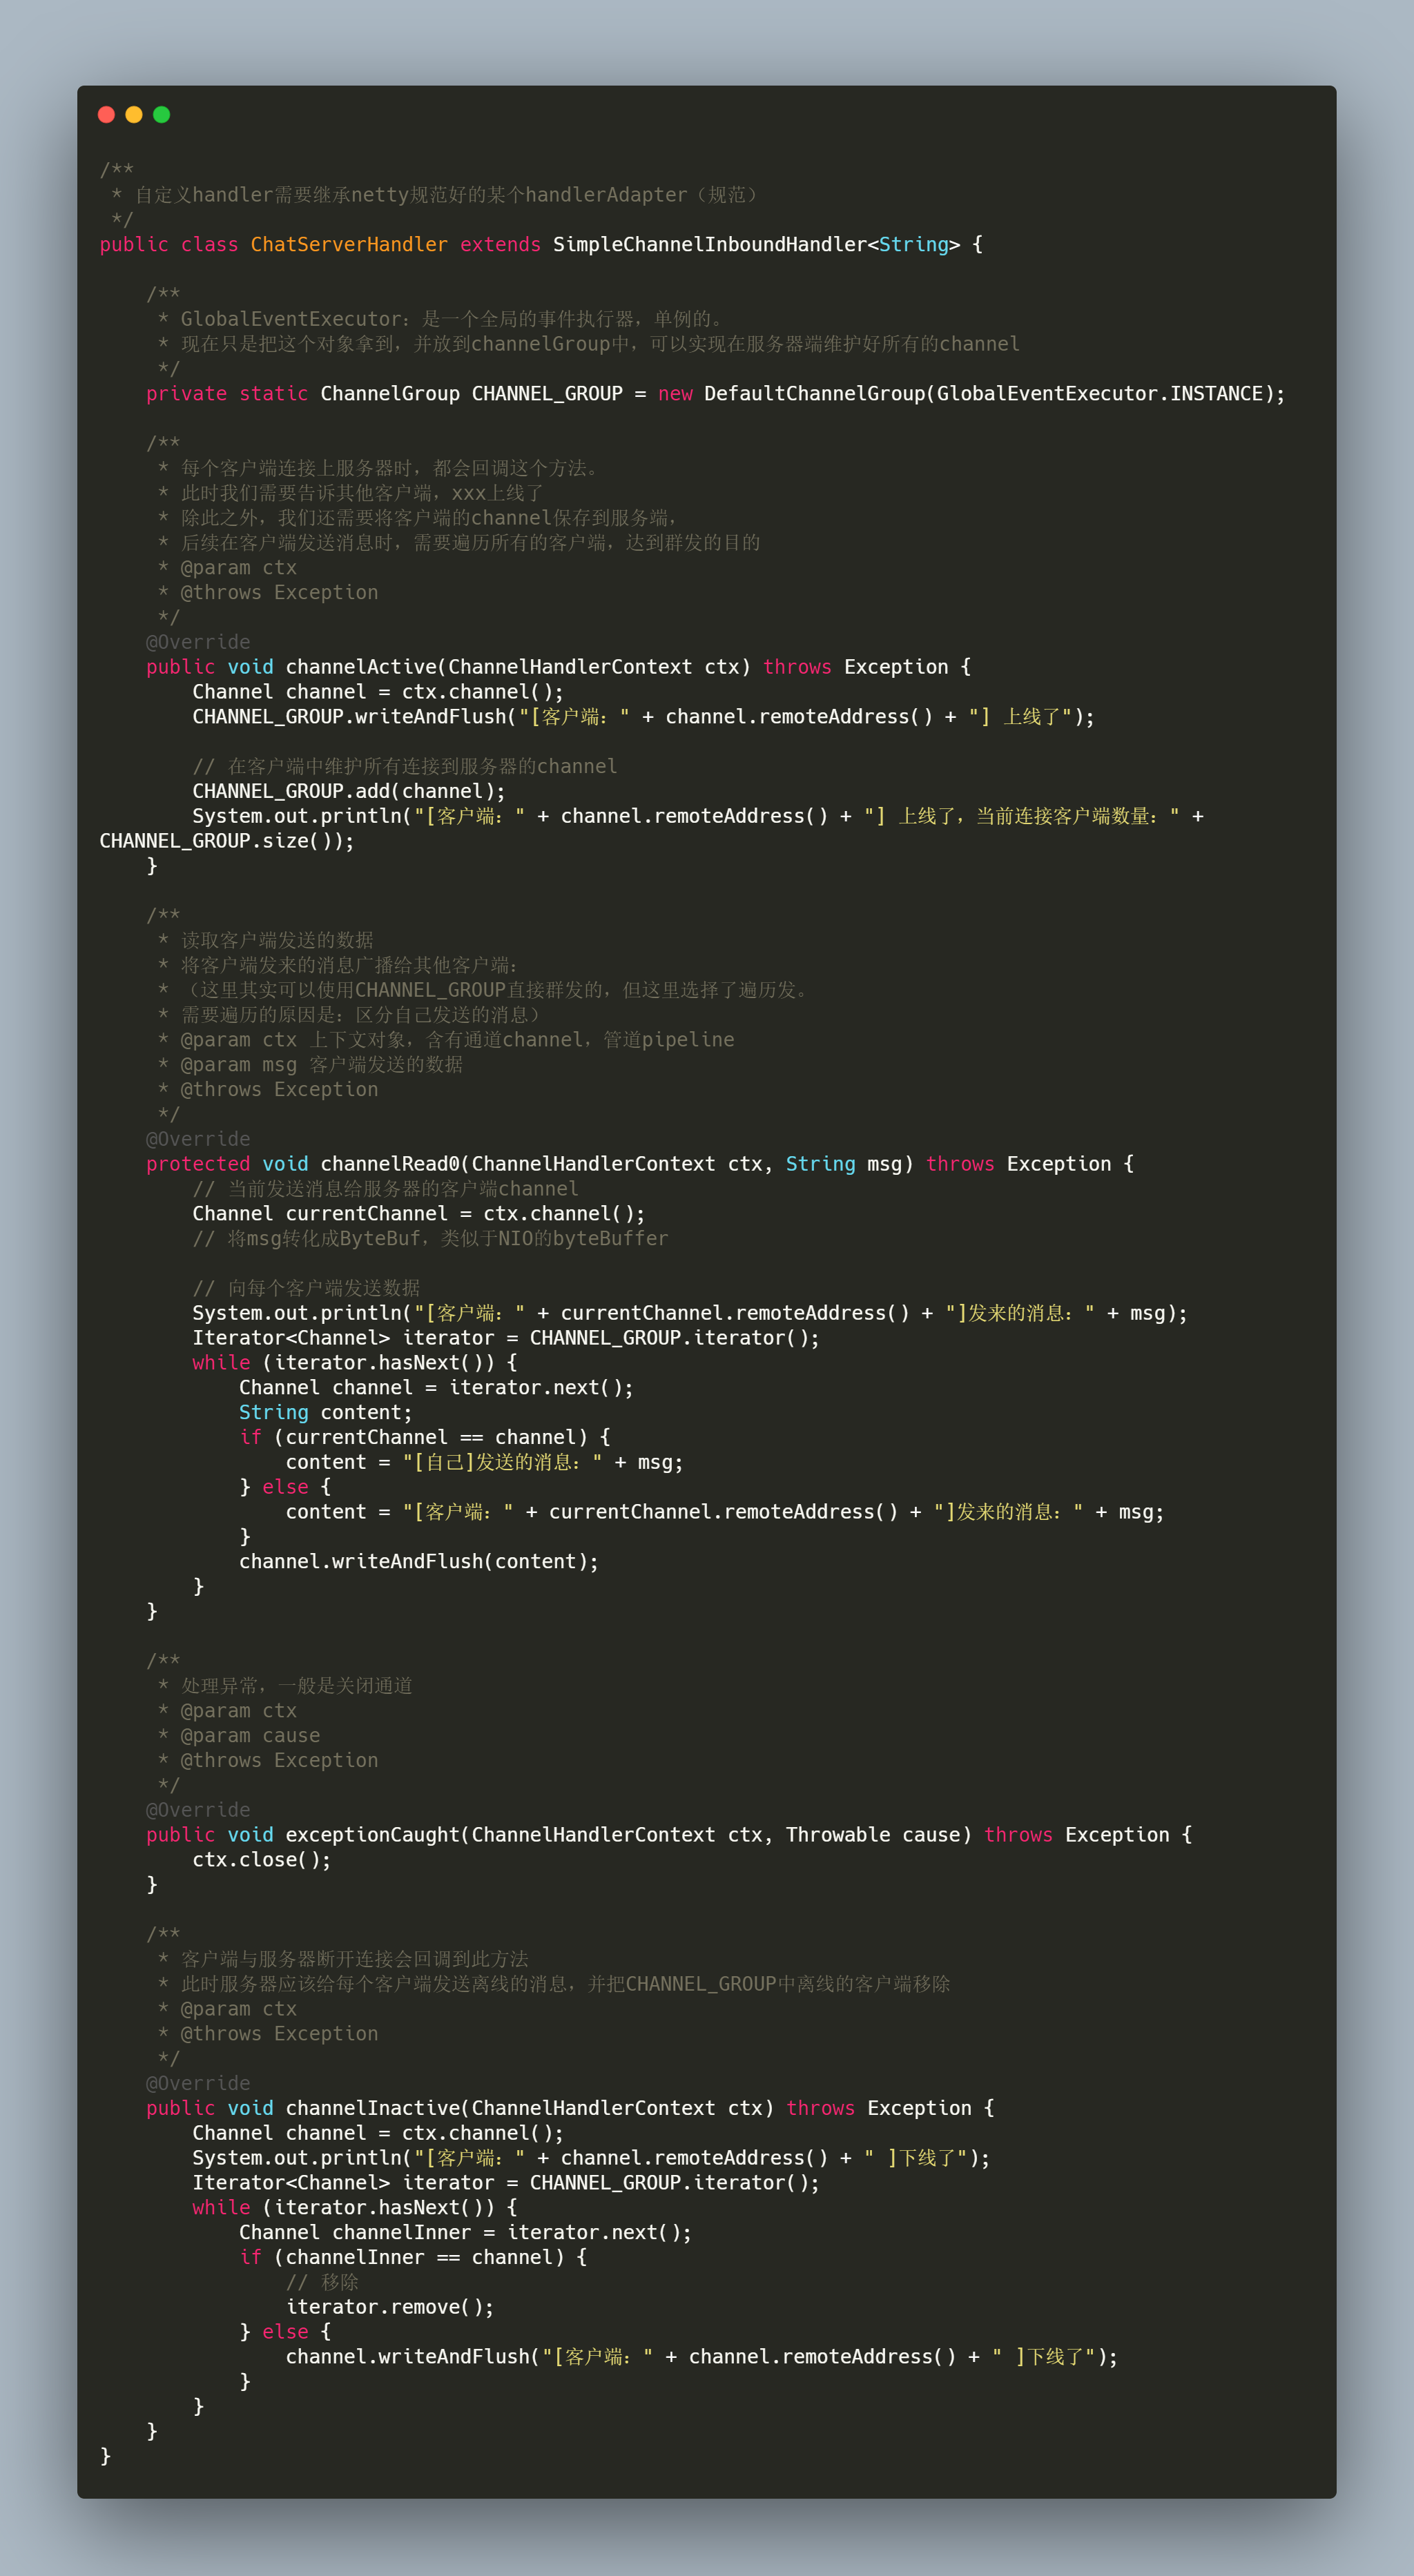 /**
 * 自定义handler需要继承netty规范好的某个handlerAdapter（规范）
 */
public class ChatServerHandler extends SimpleChannelInboundHandler<String> {

    /**
     * GlobalEventExecutor：是一个全局的事件执行器，单例的。
     * 现在只是把这个对象拿到，并放到channelGroup中，可以实现在服务器端维护好所有的channel
     */
    private static ChannelGroup CHANNEL_GROUP = new DefaultChannelGroup(GlobalEventExecutor.INSTANCE);

    /**
     * 每个客户端连接上服务器时，都会回调这个方法。
     * 此时我们需要告诉其他客户端，xxx上线了
     * 除此之外，我们还需要将客户端的channel保存到服务端，
     * 后续在客户端发送消息时，需要遍历所有的客户端，达到群发的目的
     * @param ctx
     * @throws Exception
     */
    @Override
    public void channelActive(ChannelHandlerContext ctx) throws Exception {
        Channel channel = ctx.channel();
        CHANNEL_GROUP.writeAndFlush("[客户端：" + channel.remoteAddress() + "] 上线了");

        // 在客户端中维护所有连接到服务器的channel
        CHANNEL_GROUP.add(channel);
        System.out.println("[客户端：" + channel.remoteAddress() + "] 上线了，当前连接客户端数量：" +
CHANNEL_GROUP.size());
    }

    /**
     * 读取客户端发送的数据
     * 将客户端发来的消息广播给其他客户端：
     * （这里其实可以使用CHANNEL_GROUP直接群发的，但这里选择了遍历发。
     * 需要遍历的原因是：区分自己发送的消息）
     * @param ctx 上下文对象，含有通道channel，管道pipeline
     * @param msg 客户端发送的数据
     * @throws Exception
     */
    @Override
    protected void channelRead0(ChannelHandlerContext ctx, String msg) throws Exception {
        // 当前发送消息给服务器的客户端channel
        Channel currentChannel = ctx.channel();
        // 将msg转化成ByteBuf，类似于NIO的byteBuffer

        // 向每个客户端发送数据
        System.out.println("[客户端：" + currentChannel.remoteAddress() + "]发来的消息：" + msg);
        Iterator<Channel> iterator = CHANNEL_GROUP.iterator();
        while (iterator.hasNext()) {
            Channel channel = iterator.next();
            String content;
            if (currentChannel == channel) {
                content = "[自己]发送的消息：" + msg;
            } else {
                content = "[客户端：" + currentChannel.remoteAddress() + "]发来的消息：" + msg;
            }
            channel.writeAndFlush(content);
        }
    }

    /**
     * 处理异常，一般是关闭通道
     * @param ctx
     * @param cause
     * @throws Exception
     */
    @Override
    public void exceptionCaught(ChannelHandlerContext ctx, Throwable cause) throws Exception {
        ctx.close();
    }

    /**
     * 客户端与服务器断开连接会回调到此方法
     * 此时服务器应该给每个客户端发送离线的消息，并把CHANNEL_GROUP中离线的客户端移除
     * @param ctx
     * @throws Exception
     */
    @Override
    public void channelInactive(ChannelHandlerContext ctx) throws Exception {
        Channel channel = ctx.channel();
        System.out.println("[客户端：" + channel.remoteAddress() + " ]下线了");
        Iterator<Channel> iterator = CHANNEL_GROUP.iterator();
        while (iterator.hasNext()) {
            Channel channelInner = iterator.next();
            if (channelInner == channel) {
                // 移除
                iterator.remove();
            } else {
                channel.writeAndFlush("[客户端：" + channel.remoteAddress() + " ]下线了");
            }
        }
    }
}